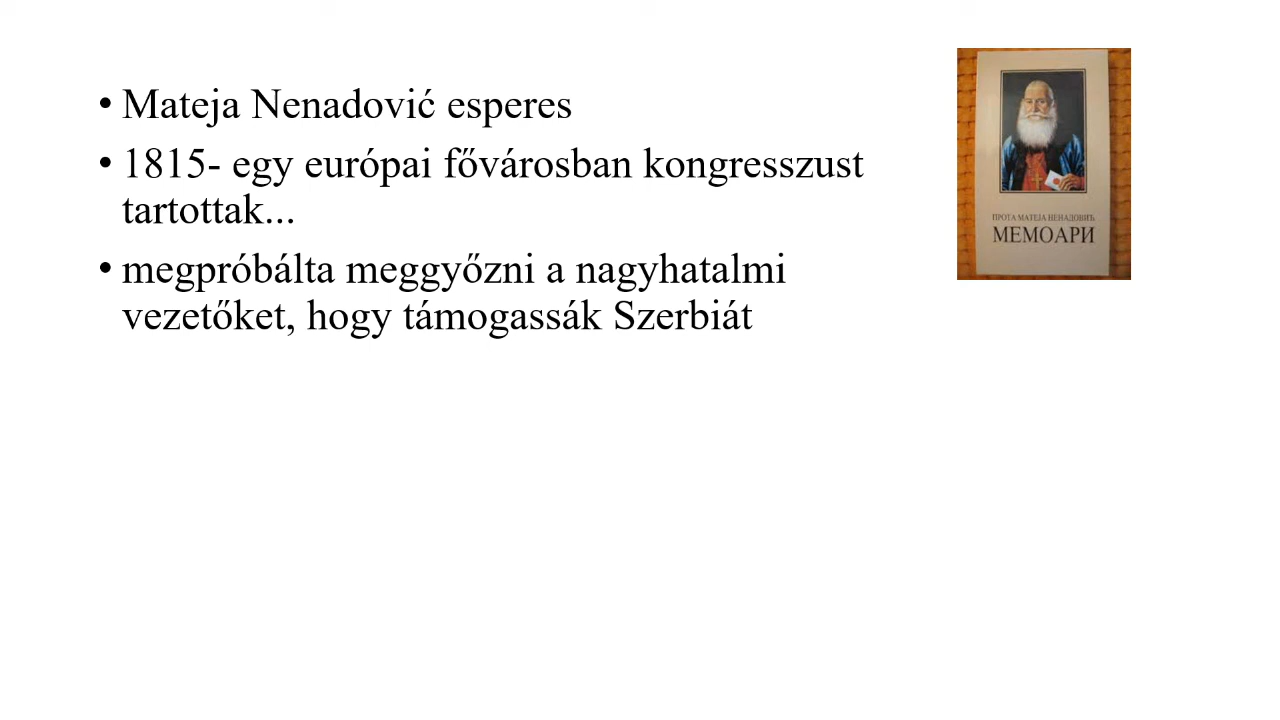 • Mateja Nenadović esperes
• 1815- egy európai fővárosban kongresszust
tartottak...
• megpróbálta meggyőzni a nagyhatalmi
vezetőket, hogy támogassák Szerbiát
ПРОТА МАТЕЈА НЕНАДОВИЋ
МЕМОАРИ